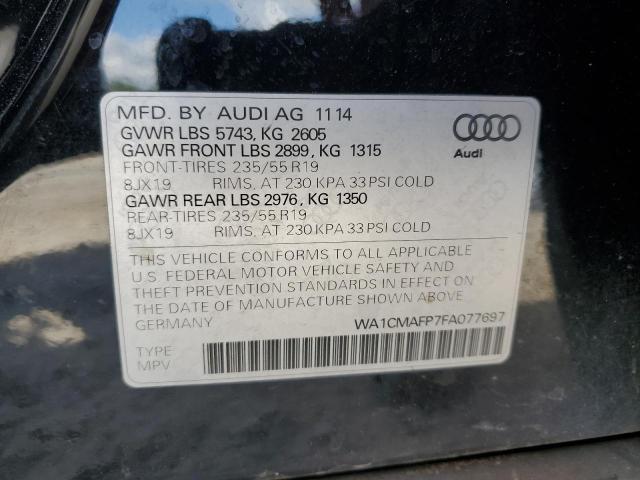 MFD. BY AUDI AG 11 14
GVWR LBS 5743, KG 2605
GAWR FRONT LBS 2899, KG 1315
FRONT-TIRES 235/55 R19
8JX19 RIMS, AT 230 KPA 33 PSI COLD
GAWR REAR LBS 2976, KG 1350
REAR-TIRES 235/55 R19
8JX19 RIMS, AT 230 KPA 33 PSI COLD
Audi
THIS VEHICLE CONFORMS TO ALL APPLICABLE
U.S. FEDERAL MOTOR VEHICLE SAFETY AND
THEFT PREVENTION STANDARDS IN EFFECT ON
THE DATE OF MANUFACTURE SHOWN ABOVE.
GERMANY
WA1CMAFP7FA077697
TYPE
MPV